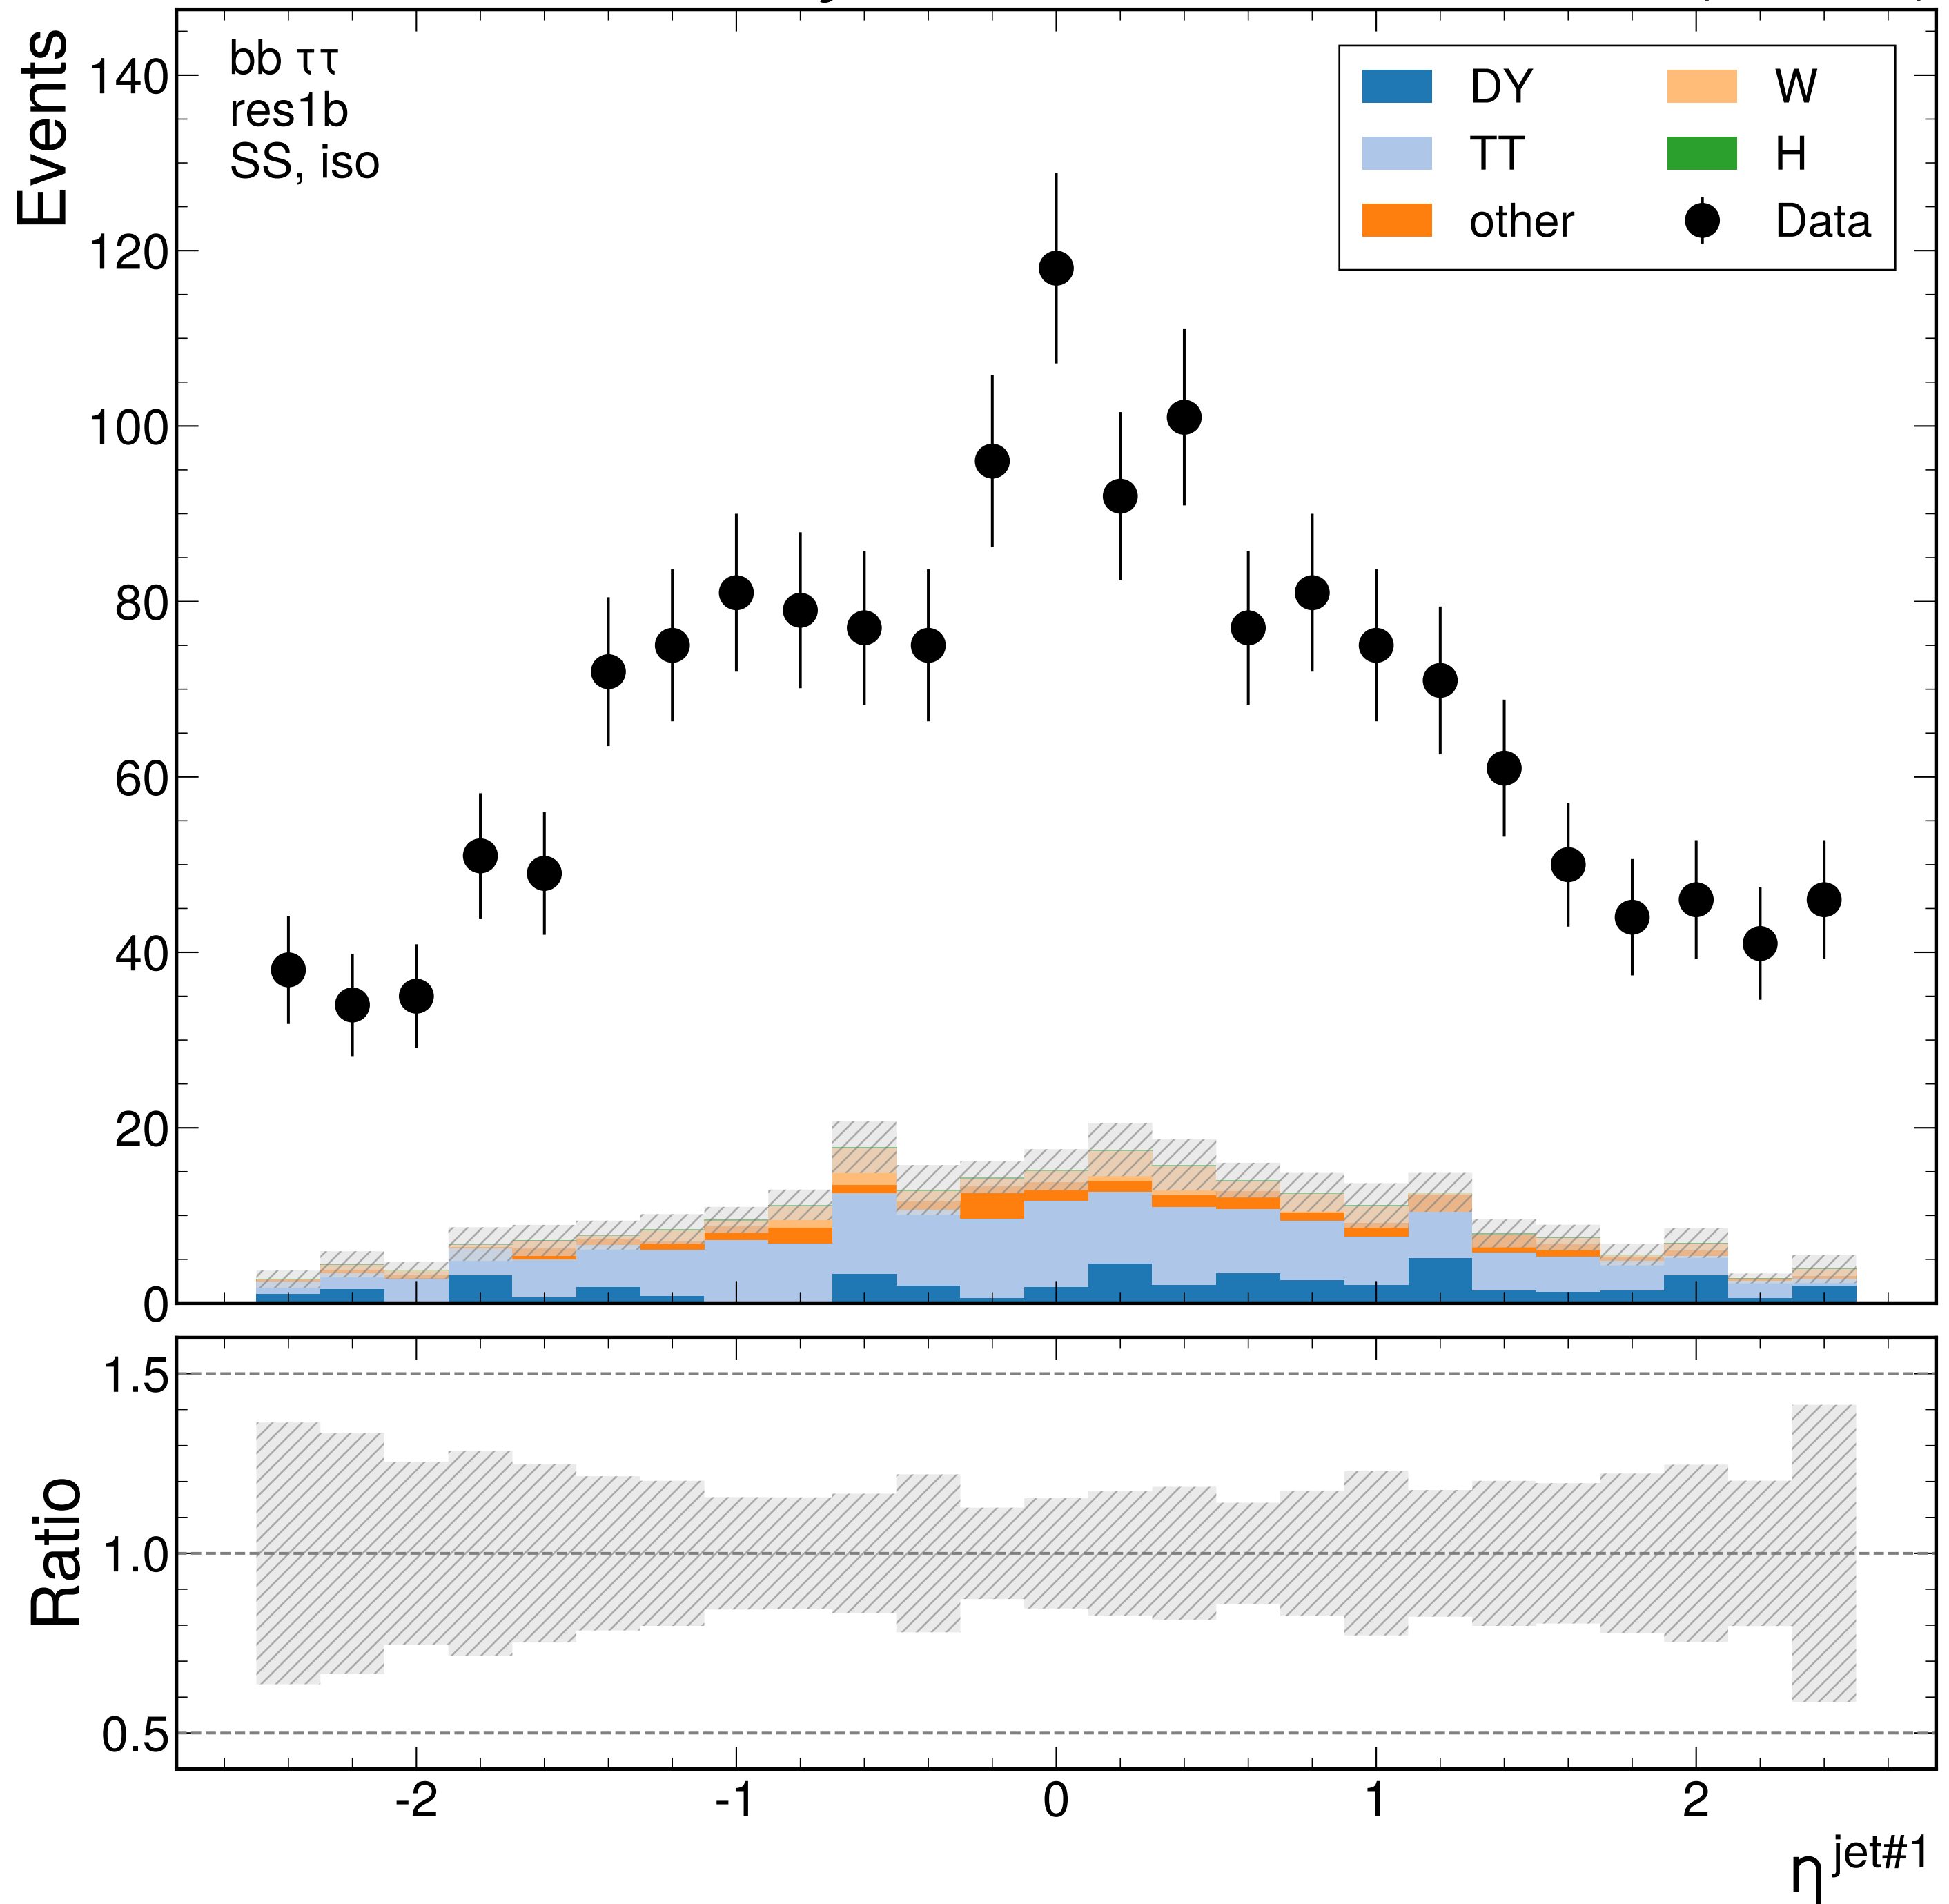 Events
140
120
100
80
60
40
20
0
bb ττ
res1b
SS, iso
DY
TT
other
W
H
Data
Ratio
1.5
1.0
0.5
-2
-1
0
1
2
η jet#1